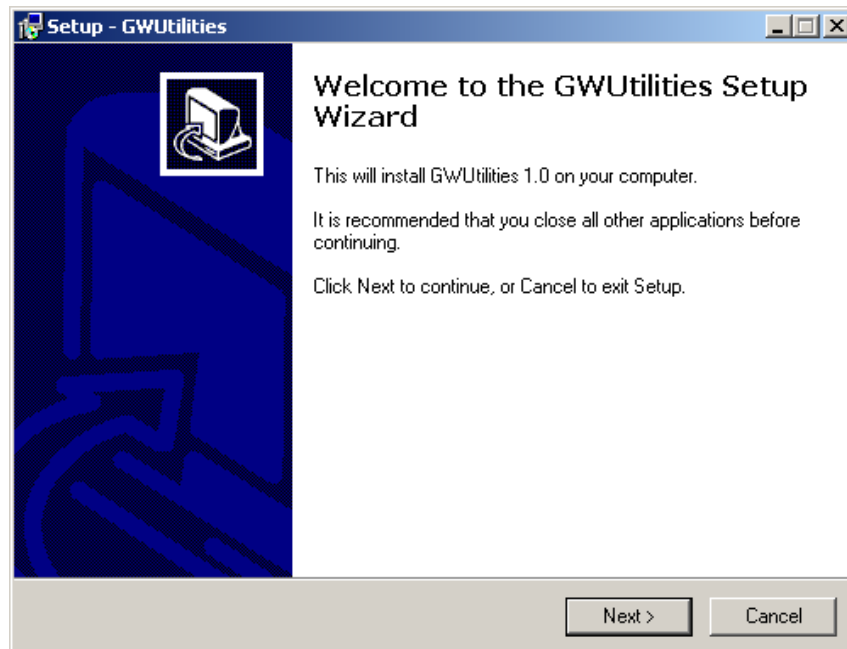 Setup - GWUtilities
Welcome to the GWUtilities Setup
Wizard
This will install GWUtilities 1.0 on your computer.
It is recommended that you close all other applications before
continuing.
Click Next to continue, or Cancel to exit Setup.
Next >
Cancel